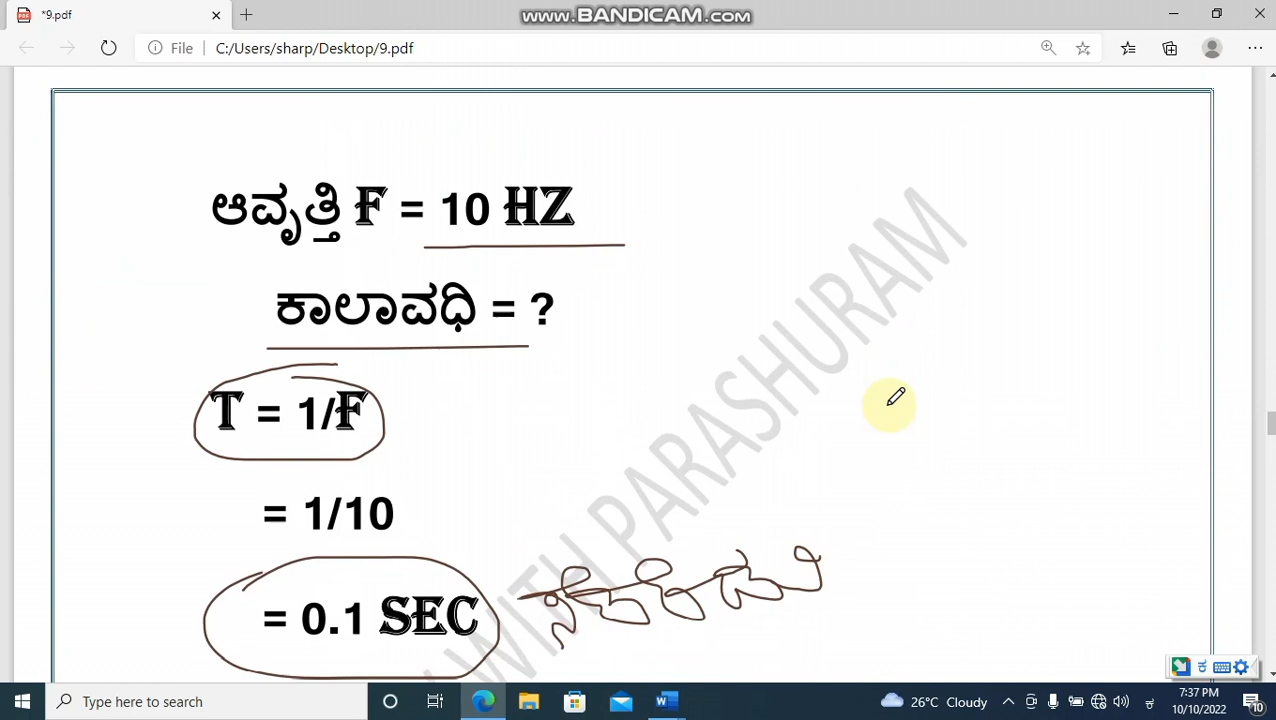 *9.pdf
www.BANDICAM.com
File C:/Users/sharp/Desktop/9.pdf
ಆವೃತ್ತಿ F = 10 HZ
ಕಾಲಾವಧಿ = ?
T = 1/F
= 1/10
= 0.1 SEC
WITH PARASHURAM
Type here to search
26°C Cloudy
7:37 PM
10/10/2022
10